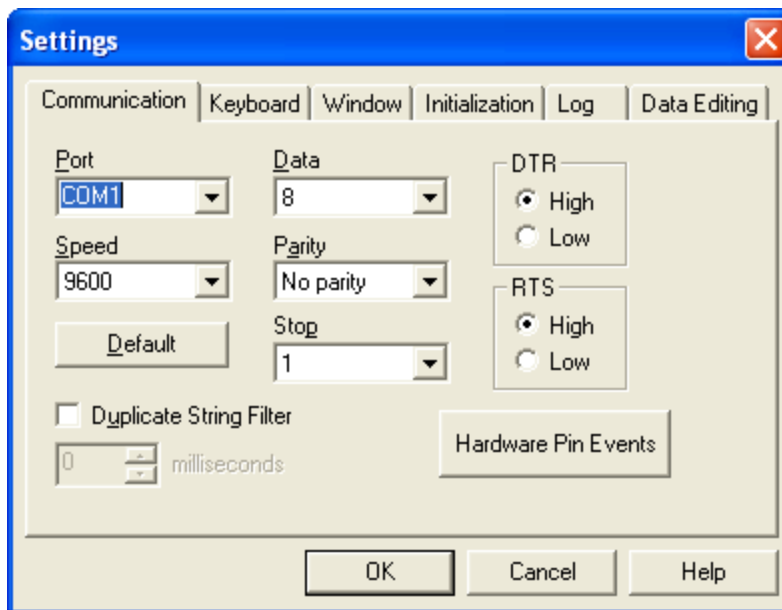 Settings
Communication Keyboard Window Initialization Log Data Editing
Port
COM1
Data
8
DTR
High
Low
Speed
9600
Parity
No parity
RTS
High
Low
Default
Stop
1
Duplicate String Filter
0 milliseconds
Hardware Pin Events
OK Cancel Help